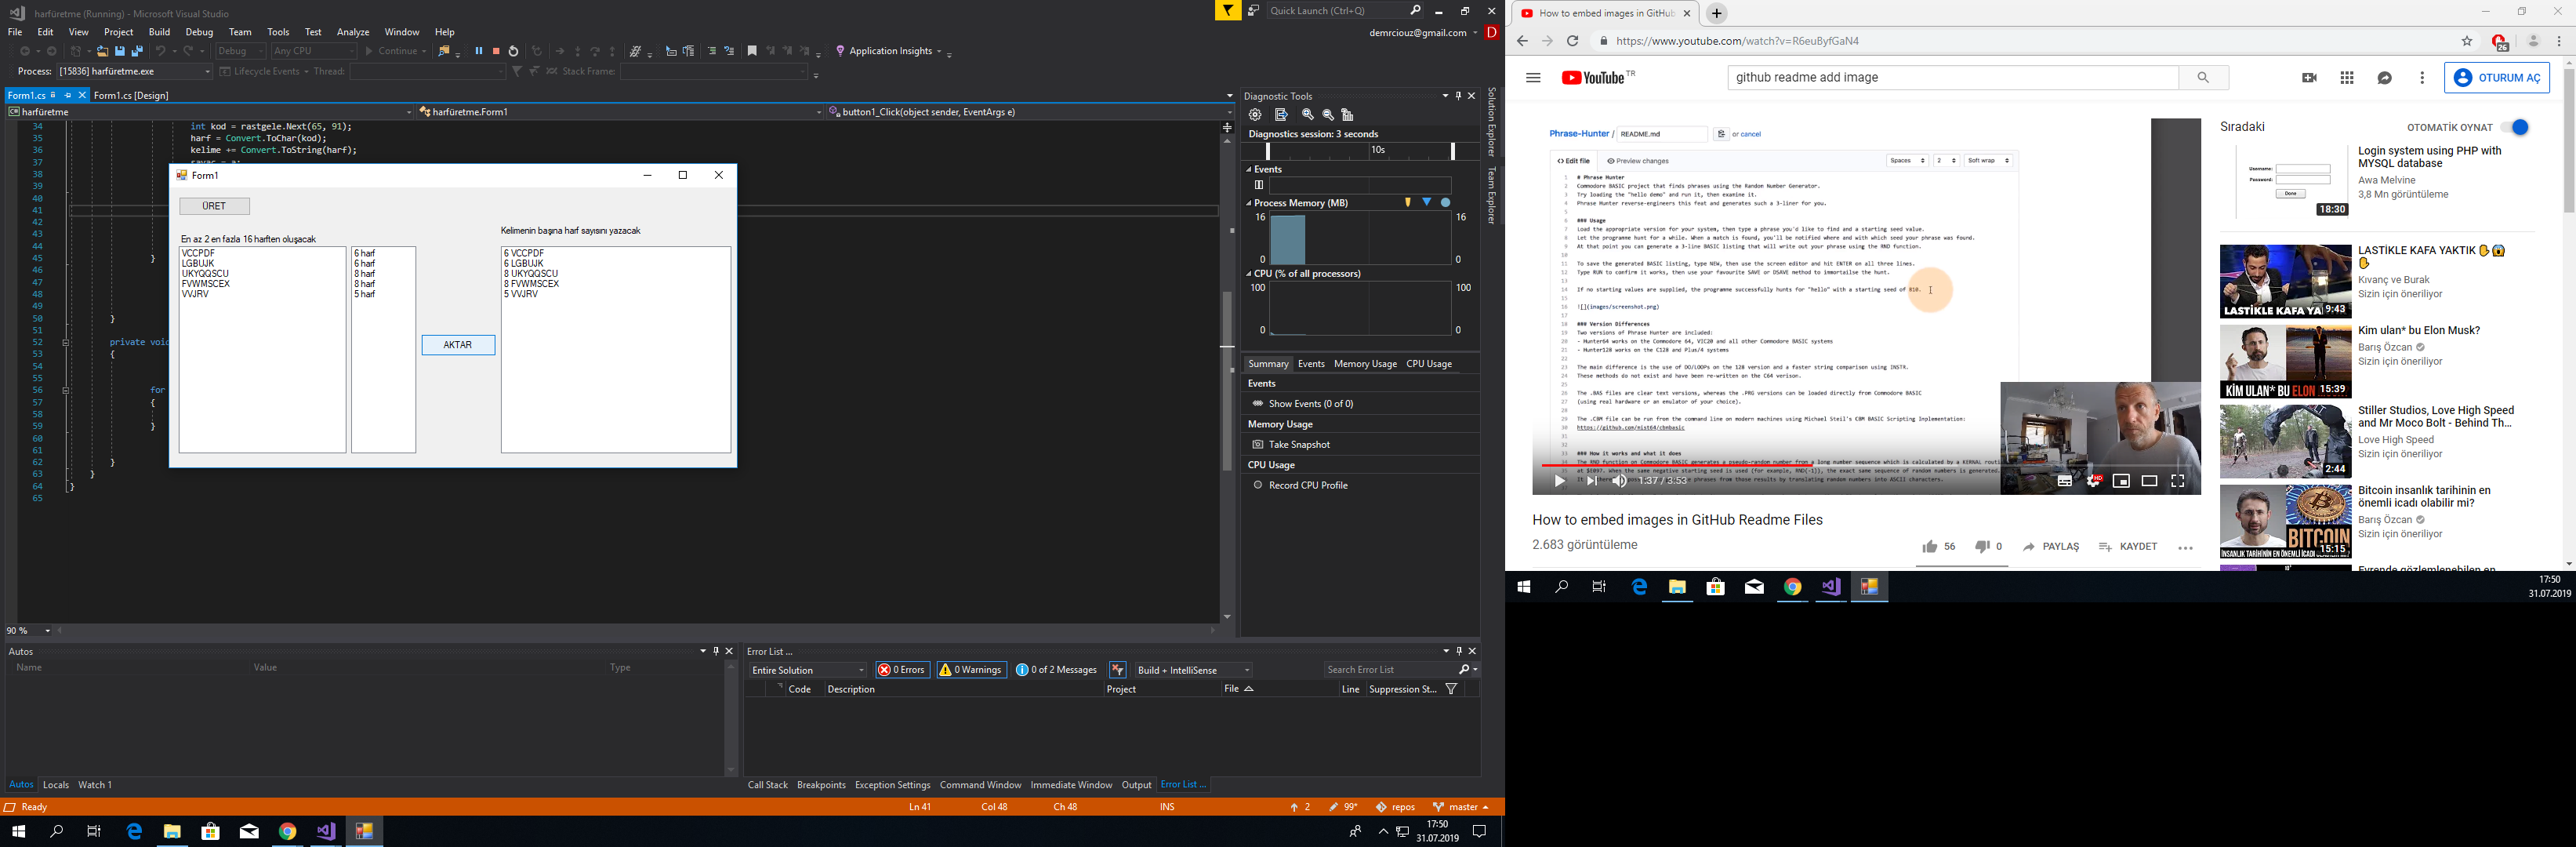 harfüretme (Running) - Microsoft Visual Studio
Quick Launch (Ctrl+Q)
File Edit View Project Build Debug Team Tools Test Analyze Window Help
demrciouz@gmail.com D
Debug Any CPU Continue Application Insights
Process: [15836] harfüretme.exe Lifecycle Events Thread: Stack Frame:
Form1.cs Form1.cs [Design]
harfüretme harfüretme.Form1 button1_Click(object sender, EventArgs e)
34 int kod = rastgele.Next(65, 91);
35 harf = Convert.ToChar(kod);
36 kelime += Convert.ToString(harf);
37
38
39
40
41
42
43
44
45 }
46
47
48
49
50 }
51
52 private void
53 {
54
55
56 for
57 {
58
59 }
60
61
62 }
63 }
64 }
65
Form1
ÜRET
En az 2 en fazla 16 harften oluşacak
VCCPDF
LGBUJK
UKYQQSCU
FVWMSCEX
VVJRV
6 harf
6 harf
8 harf
8 harf
5 harf
AKTAR
Kelimenin başına harf sayısını yazacak
6 VCCPDF
6 LGBUJK
8 UKYQQSCU
8 FVWMSCEX
5 VVJRV
Diagnostic Tools
Diagnostics session: 3 seconds
10s
Events
Process Memory (MB)
16 16
0 0
CPU (% of all processors)
100 100
0 0
Summary Events Memory Usage CPU Usage
Events
Show Events (0 of 0)
Memory Usage
Take Snapshot
CPU Usage
Record CPU Profile
Solution Explorer
Team Explorer
90 %
Autos
Name Value Type
Autos Locals Watch 1
Error List ...
Entire Solution 0 Errors 0 Warnings 0 of 2 Messages Build + IntelliSense Search Error List
Code Description Project File Line Suppression St...
Call Stack Breakpoints Exception Settings Command Window Immediate Window Output Error List ...
Ready Ln 41 Col 48 Ch 48 INS 2 99* repos master
17:50
31.07.2019
How to embed images in GitHub
https://www.youtube.com/watch?v=R6euByfGaN4
26
YouTube TR
github readme add image
OTURUM AÇ
Phrase-Hunter / README.md or cancel
Edit file Preview changes Spaces 2 Soft wrap
1 # Phrase Hunter
2 Commodore BASIC project that finds phrases using the Random Number Generator.
3 Try loading the "hello demo" and run it, then examine it.
4 Phrase Hunter reverse-engineers this feat and generates such a 3-liner for you.
5
6 ### Usage
7 Load the appropriate version for your system, then type a phrase you'd like to find and a starting seed value.
8 Let the programme hunt for a while. When a match is found, you'll be notified where and with which seed your phrase was found.
9 At that point you can generate a 3-line BASIC listing that will write out your phrase using the RND function.
10
11 To save the generated BASIC listing, type NEW, then use the screen editor and hit ENTER on all three lines.
12 Type RUN to confirm it works, then use your favourite SAVE or DSAVE method to immortalise the hunt.
13
14 If no starting values are supplied, the programme successfully hunts for "hello" with a starting seed of 810.
15
16 ![](images/screenshot.png)
17
18 ### Version Differences
19 Two versions of Phrase Hunter are included:
20 - Hunter64 works on the Commodore 64, VIC20 and all other Commodore BASIC systems
21 - Hunter128 works on the C128 and Plus/4 systems
22
23 The main difference is the use of DO/LOOPs on the 128 version and a faster string comparison using INSTR.
24 These methods do not exist and have been re-written on the C64 verison.
25
26 The .BAS files are clear text versions, whereas the .PRG versions can be loaded directly from Commodore BASIC
27 (using real hardware or an emulator of your choice).
28
29 The .CBM file can be run from the command line on modern machines using Michael Steil's CBM BASIC Scripting Implementation:
30 https://github.com/mist64/cbmbasic
31
32
33 ### How it works and what it does
1:37 / 3:53
How to embed images in GitHub Readme Files
2.683 görüntüleme
56 0 PAYLAŞ KAYDET
Sıradaki OTOMATİK OYNAT
Username:
Password:
Done
18:30
Login system using PHP with MYSQL database
Awa Melvine
3,8 Mn görüntüleme
LASTİKLE KAFA YA
9:43
LASTİKLE KAFA YAKTIK
Kıvanç ve Burak
Sizin için öneriliyor
KİM ULAN* BU ELON
15:39
Kim ulan* bu Elon Musk?
Barış Özcan
Sizin için öneriliyor
2:44
Stiller Studios, Love High Speed and Mr Moco Bolt - Behind Th...
Love High Speed
Sizin için öneriliyor
BITCOIN
İNSANLIK TARİHİNİN EN
15:15
Bitcoin insanlık tarihinin en önemli icadı olabilir mi?
Barış Özcan
Sizin için öneriliyor
Evrende gözlemlenebilen en
17:50
31.07.2019